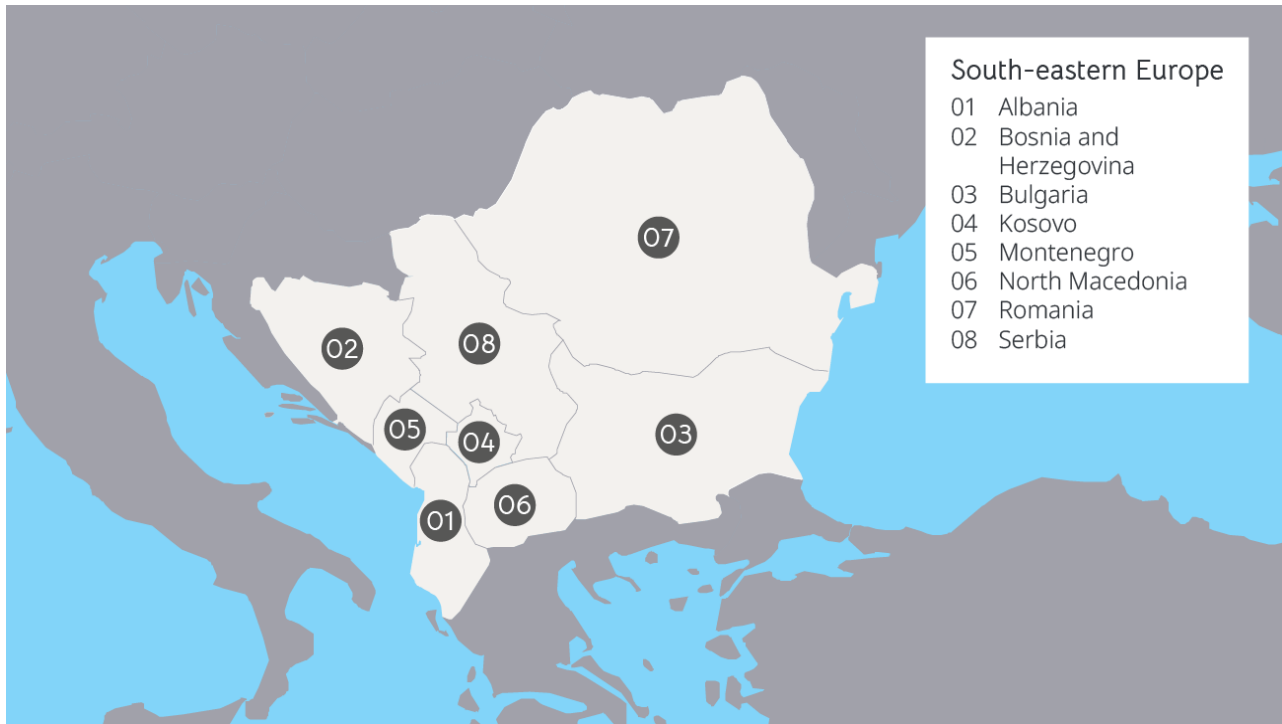 South-eastern Europe
01 Albania
02 Bosnia and
Herzegovina
03 Bulgaria
04 Kosovo
05 Montenegro
06 North Macedonia
07 Romania
08 Serbia
07
08
02
05
04
03
06
01